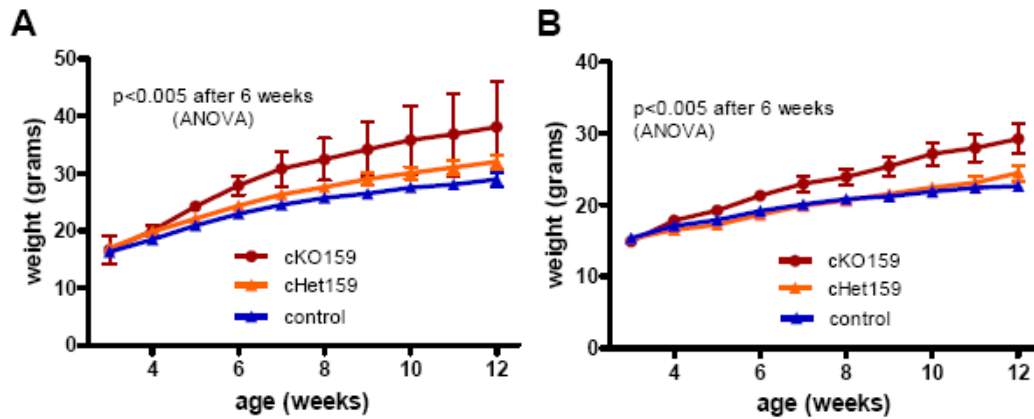 A
50
40
30
20
10
0
weight (grams)
p<0.005 after 6 weeks
(ANOVA)
cKO159
cHet159
control
4 6 8 10 12
age (weeks)
B
40
30
20
10
0
weight (grams)
p<0.005 after 6 weeks
(ANOVA)
cKO159
cHet159
control
4 6 8 10 12
age (weeks)